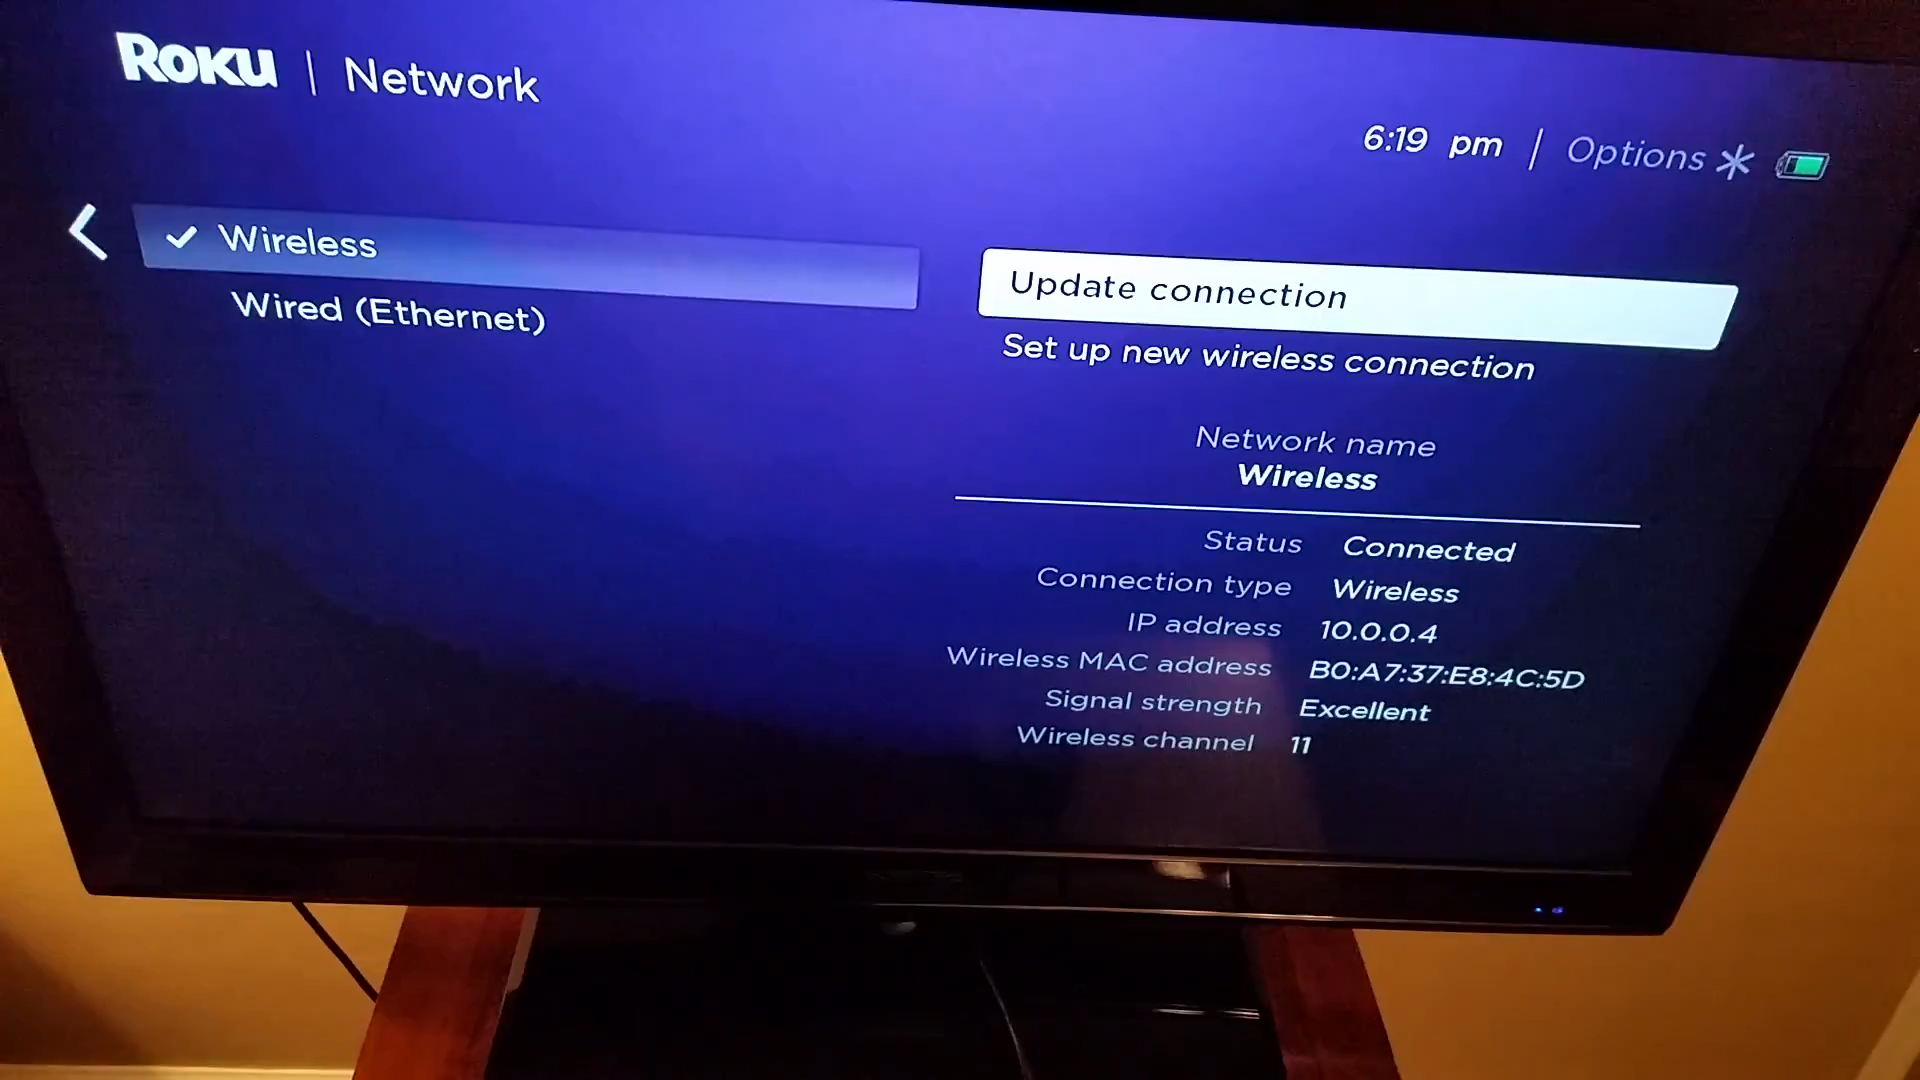 Roku | Network
6:19 pm | Options *
Wireless
Wired (Ethernet)
Update connection
Set up new wireless connection
Network name
Wireless
Status Connected
Connection type Wireless
IP address 10.0.0.4
Wireless MAC address B0:A7:37:E8:4C:5D
Signal strength Excellent
Wireless channel 11